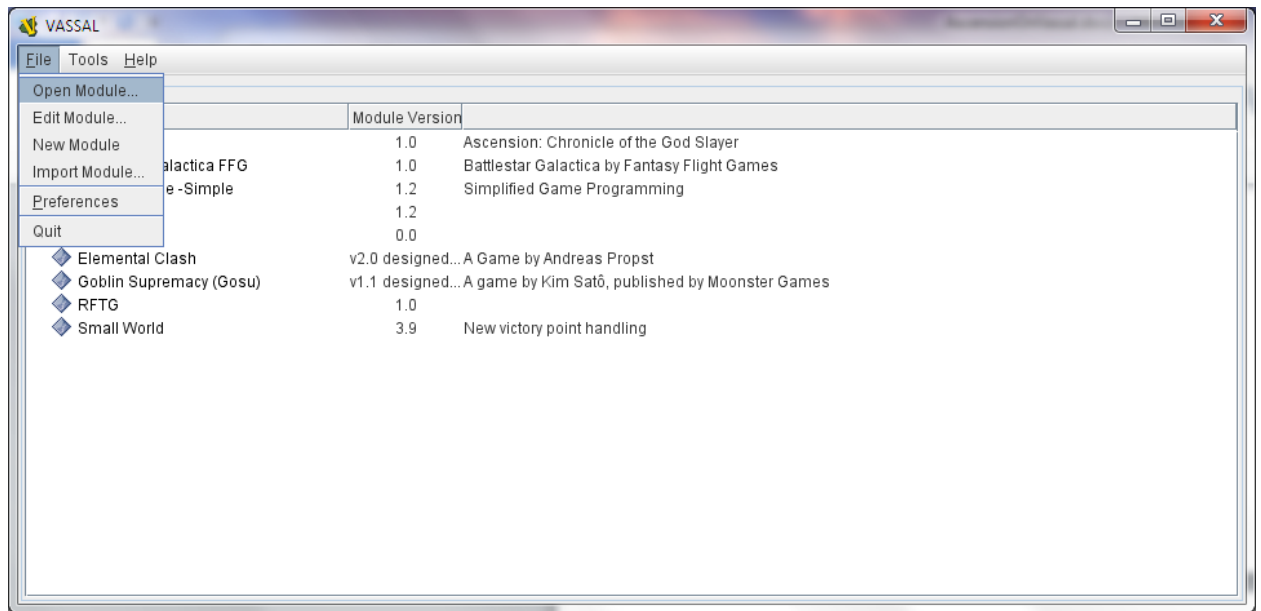 VASSAL
File Tools Help
Open Module...
Edit Module... Module Version
New Module 1.0 Ascension: Chronicle of the God Slayer
Import Module... alactica FFG 1.0 Battlestar Galactica by Fantasy Flight Games
e -Simple 1.2 Simplified Game Programming
Preferences
1.2
Quit
0.0
Elemental Clash v2.0 designed... A Game by Andreas Propst
Goblin Supremacy (Gosu) v1.1 designed... A game by Kim Satô, published by Moonster Games
RFTG 1.0
Small World 3.9 New victory point handling